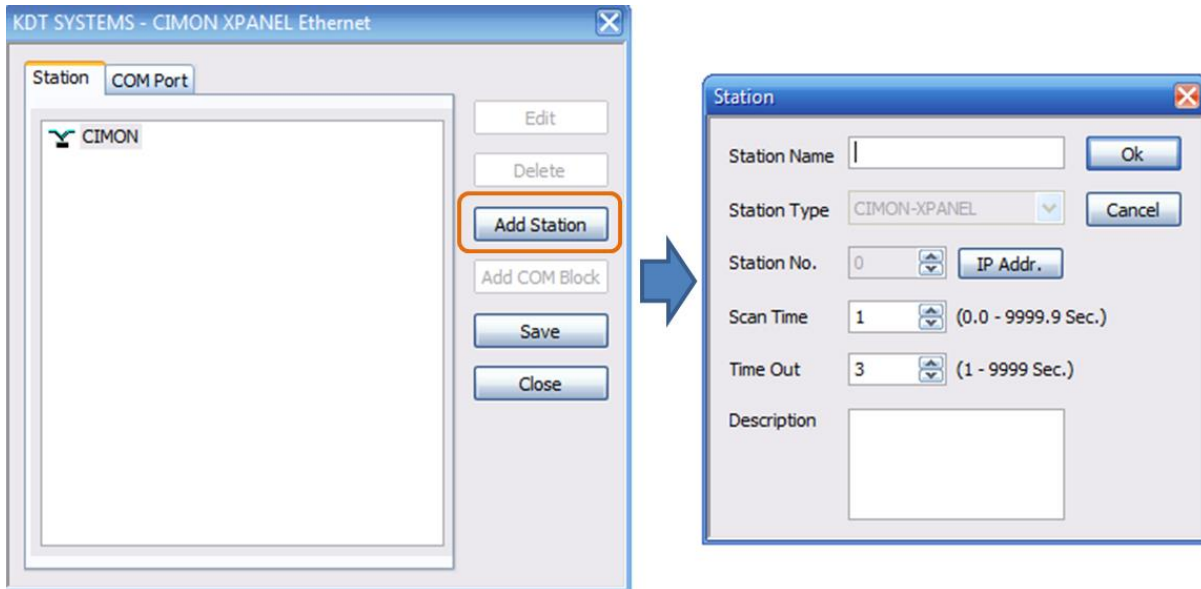 KDT SYSTEMS - CIMON XPANEL Ethernet
Station
COM Port
CIMON
Edit
Delete
Add Station
Add COM Block
Save
Close
Station
Station Name
Ok
Station Type
CIMON-XPANEL
Cancel
Station No.
0
IP Addr.
Scan Time
1
(0.0 - 9999.9 Sec.)
Time Out
3
(1 - 9999 Sec.)
Description